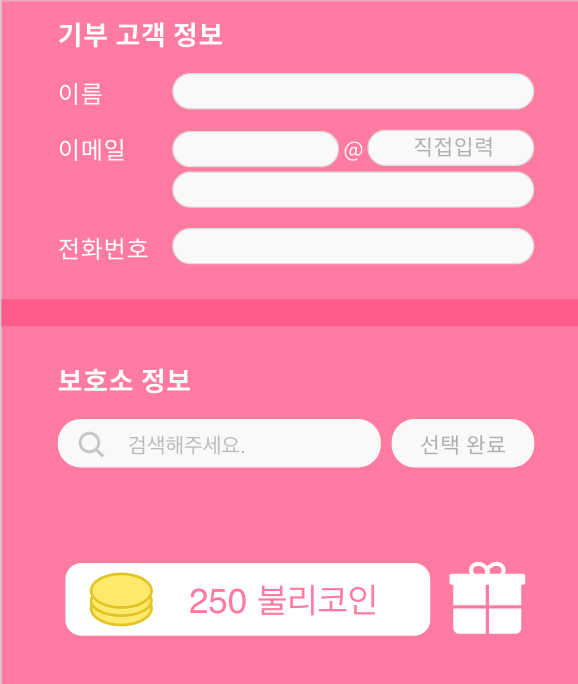 기부 고객 정보
이름
이메일 @ 직접입력
전화번호
보호소 정보
검색해주세요. 선택 완료
250 불리코인